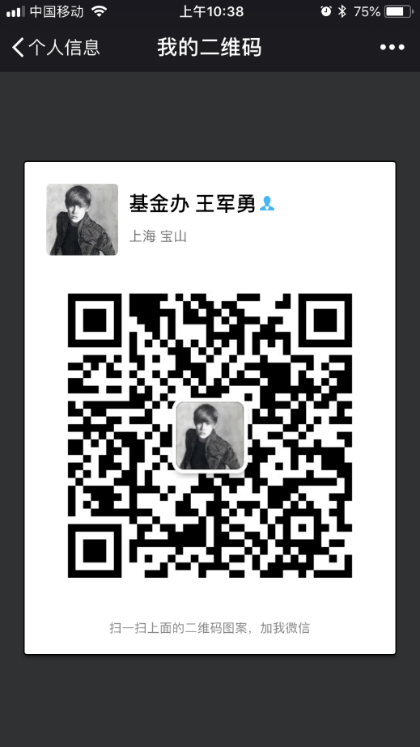 中国移动 上午10:38 75%
个人信息 我的二维码
基金办 王军勇
上海 宝山
扫一扫上面的二维码图案，加我微信